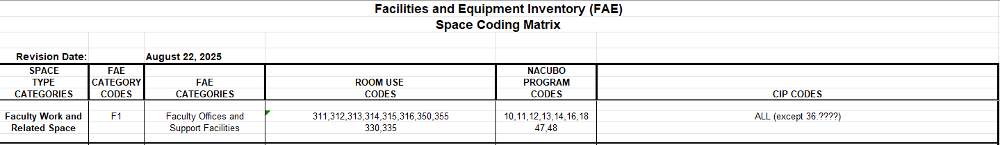 Facilities and Equipment Inventory (FAE)
Space Coding Matrix
Revision Date: August 22, 2025
SPACE TYPE CATEGORIES
FAE CATEGORY CODES
FAE CATEGORIES
ROOM USE CODES
NACUBO PROGRAM CODES
CIP CODES
Faculty Work and Related Space
F1
Faculty Offices and Support Facilities
311,312,313,314,315,316,350,355
330,335
10,11,12,13,14,16,18
47,48
ALL (except 36.????)